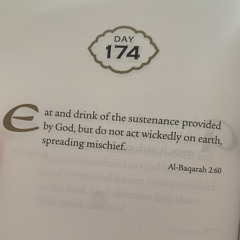 DAY
174
Eat and drink of the sustenance provided
by God, but do not act wickedly on earth,
spreading mischief.
Al-Baqarah 2:60